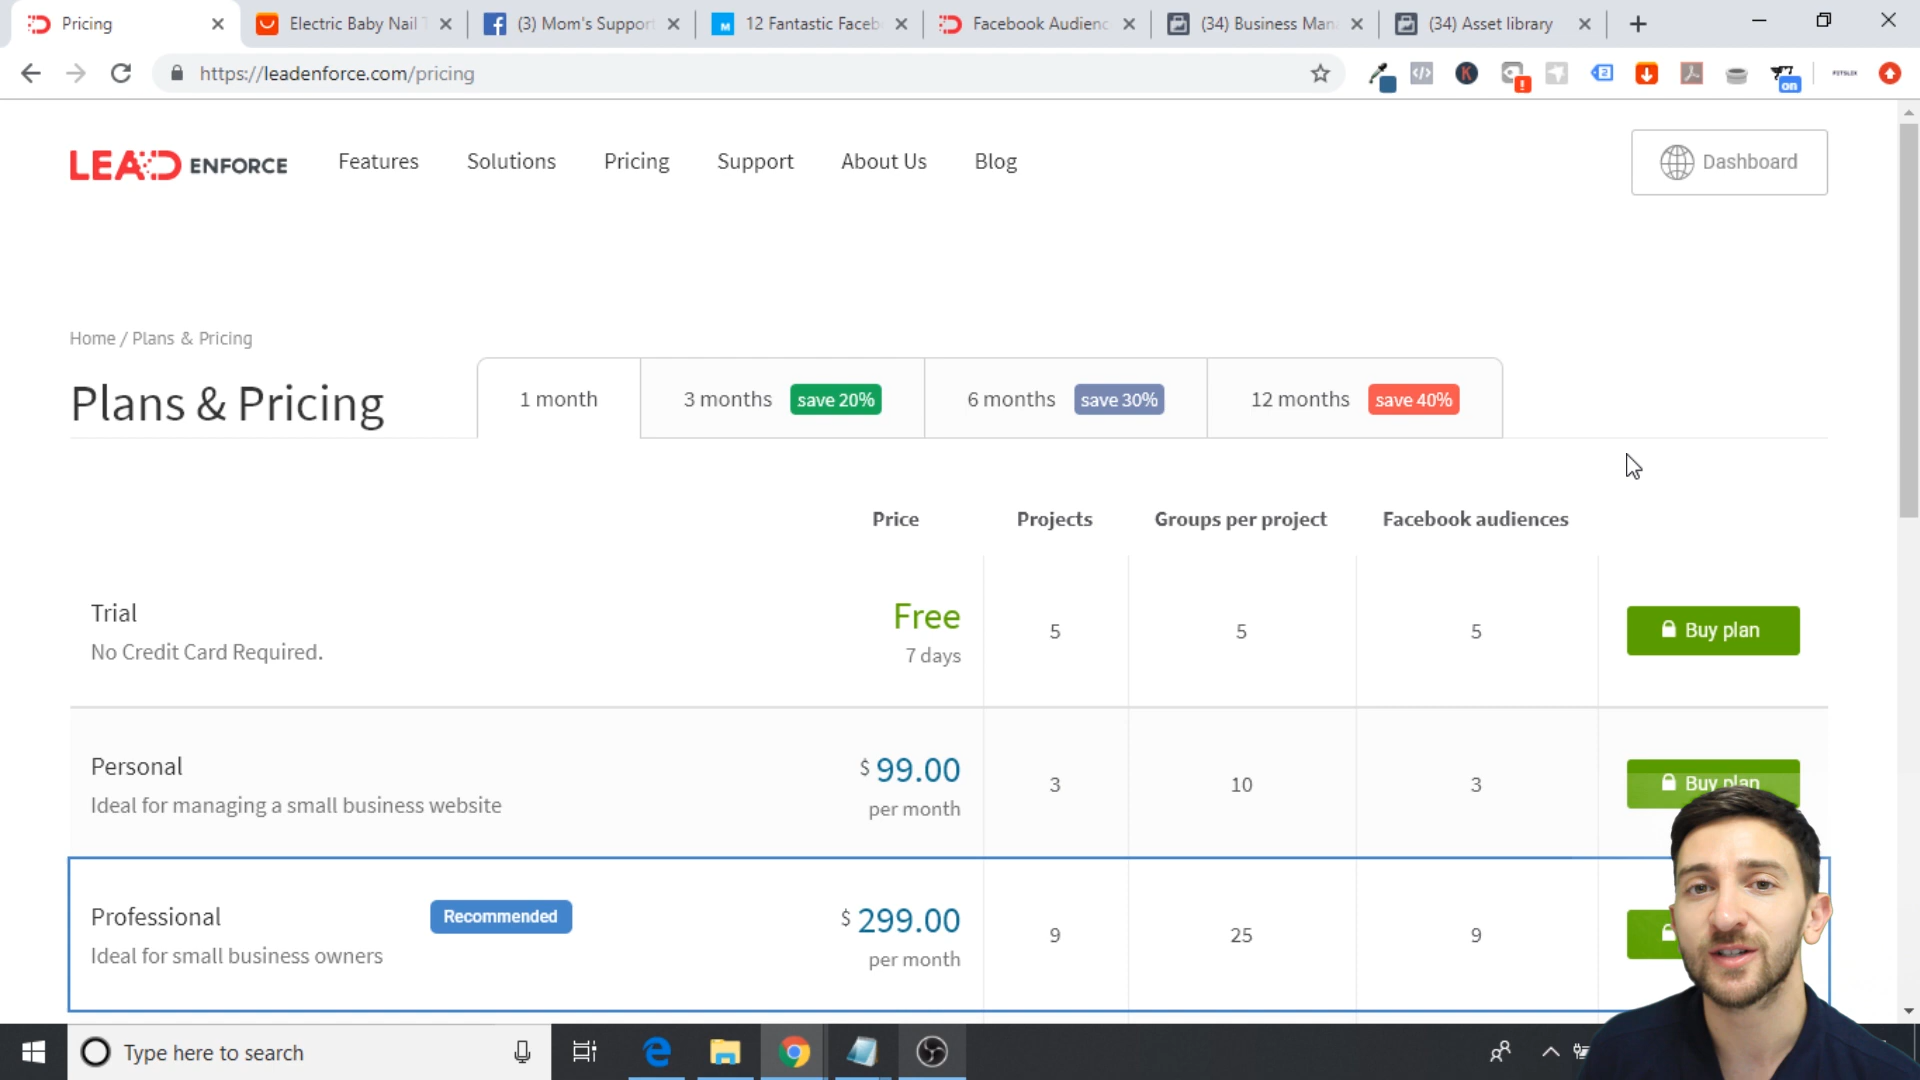 Pricing
Electric Baby Nail T
(3) Mom's Suppor
12 Fantastic Faceb
Facebook Audienc
(34) Business Man
(34) Asset library
https://leadenforce.com/pricing
LEAD ENFORCE
Features
Solutions
Pricing
Support
About Us
Blog
Dashboard
Home / Plans & Pricing
Plans & Pricing
1 month
3 months save 20%
6 months save 30%
12 months save 40%
Price Projects Groups per project Facebook audiences
Trial
No Credit Card Required.
Free
7 days
5
5
5
Buy plan
Personal
Ideal for managing a small business website
$ 99.00
per month
3
10
3
Buy plan
Professional
Recommended
Ideal for small business owners
$ 299.00
per month
9
25
9
Type here to search
on